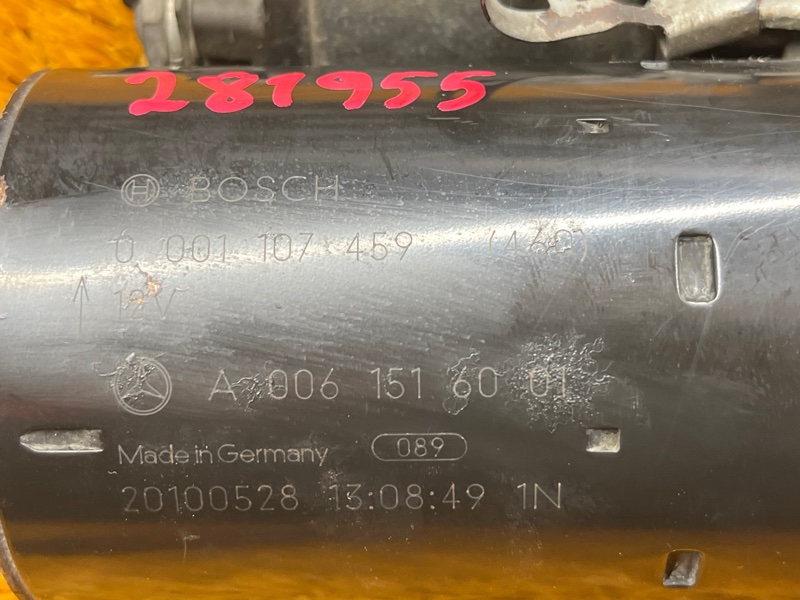 281955
BOSCH
0 001 107 459 (460)
12V
A 006 151 60 01
Made in Germany 089
20100528 13:08:49 1N